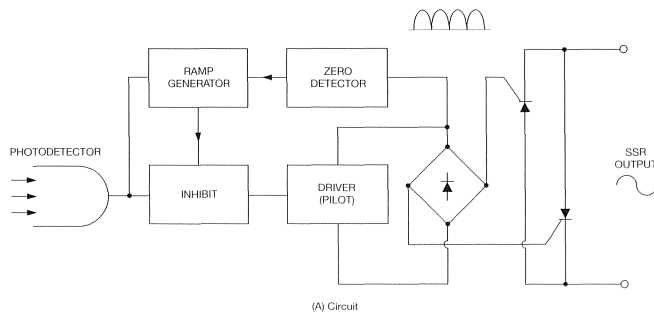 RAMP
GENERATOR
ZERO
DETECTOR
PHOTODETECTOR
INHIBIT
DRIVER
(PILOT)
SSR
OUTPUT
(A) Circuit